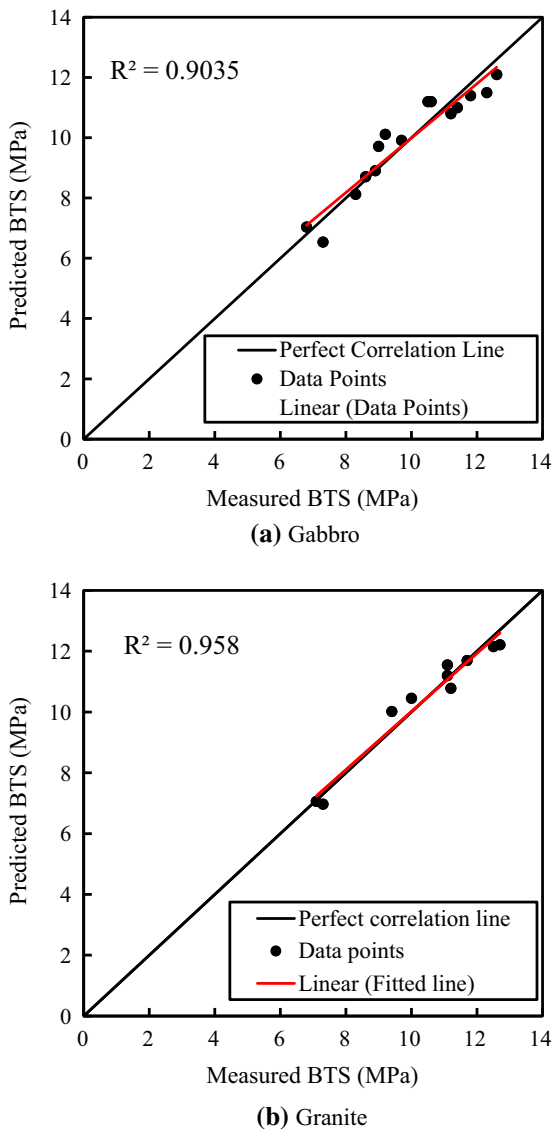 14
12
10
8
6
4
2
0
Predicted BTS (MPa)
R² = 0.9035
Perfect Correlation Line
Data Points
Linear (Data Points)
0 2 4 6 8 10 12 14
Measured BTS (MPa)
(a) Gabbro
14
12
10
8
6
4
2
0
Predicted BTS (MPa)
R² = 0.958
Perfect correlation line
Data points
Linear (Fitted line)
0 2 4 6 8 10 12 14
Measured BTS (MPa)
(b) Granite